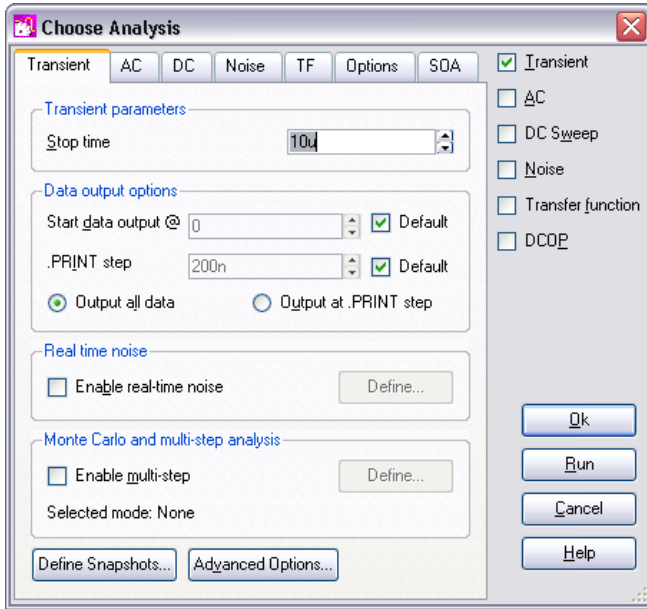 Choose Analysis
Transient AC DC Noise TF Options SOA
Transient parameters
Stop time 10u
Data output options
Start data output @ 0 Default
.PRINT step 200n Default
Output all data Output at .PRINT step
Real time noise
Enable real-time noise Define...
Monte Carlo and multi-step analysis
Enable multi-step Define...
Selected mode: None
Define Snapshots... Advanced Options...
Transient
AC
DC Sweep
Noise
Transfer function
DCOP
Ok
Run
Cancel
Help